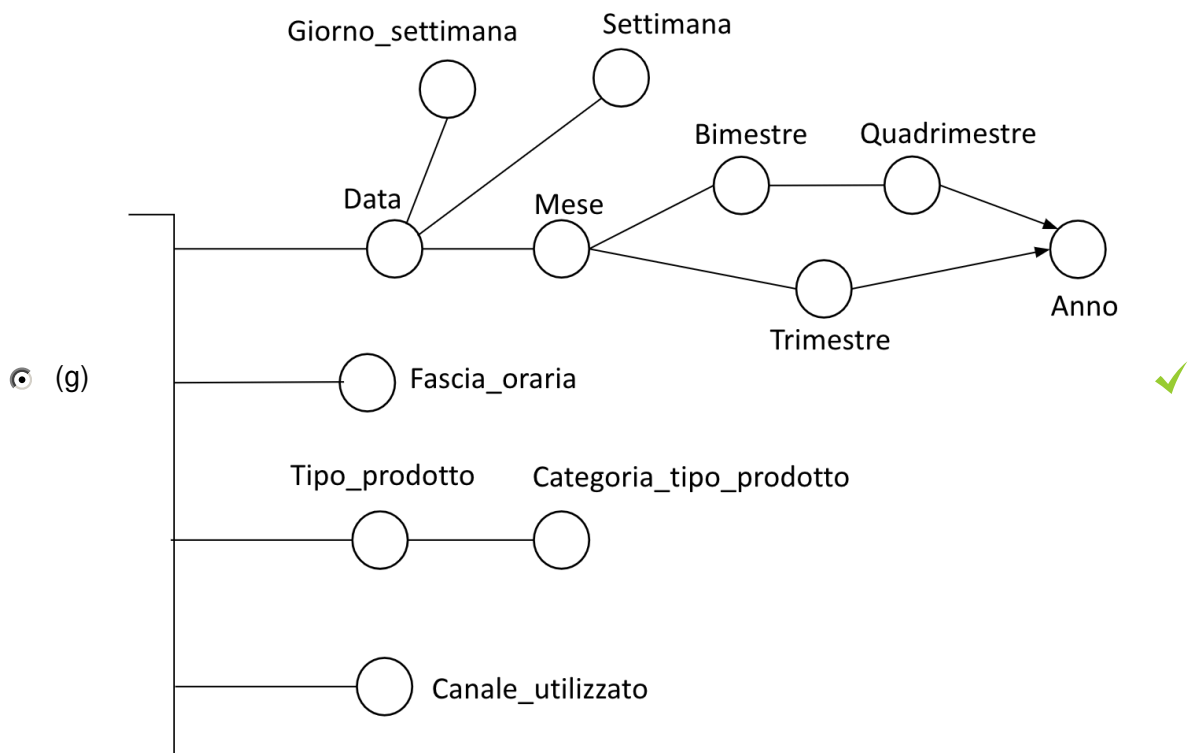 Giorno_settimana
Settimana
Bimestre
Quadrimestre
Data
Mese
Anno
Trimestre
(g)
Fascia_oraria
Tipo_prodotto
Categoria_tipo_prodotto
Canale_utilizzato